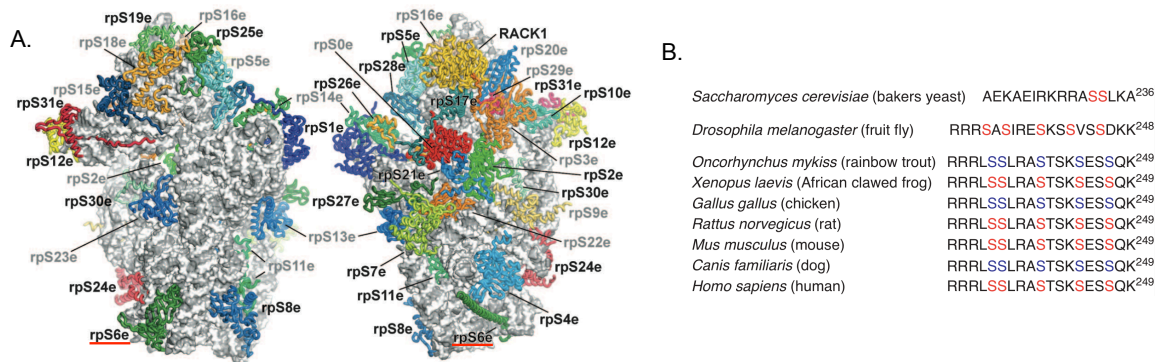 A.
rpS19e
rpS16e
rpS25e
rpS18e
rpS5e
rpS15e
rpS31e
rpS14e
rpS12e
rpS2e
rpS30e
rpS23e
rpS13e
rpS11e
rpS24e
rpS8e
rpS6e
rpS16e
rpS0e
rpS5e
RACK1
rpS28e
rpS20e
rpS26e
rpS29e
rpS31e
rpS17e
rpS10e
rpS1e
rpS12e
rpS3e
rpS21e
rpS2e
rpS30e
rpS27e
rpS9e
rpS22e
rpS7e
rpS24e
rpS11e
rpS4e
rpS8e
rpS6e
B.
Saccharomyces cerevisiae (bakers yeast) AEKAEIRKRRASSLKA236
Drosophila melanogaster (fruit fly) RRRSASIRESKSSVSSDKK248
Oncorhynchus mykiss (rainbow trout) RRRLSSLRASTSKSESSQK249
Xenopus laevis (African clawed frog) RRRLSSLRASTSKSESSQK249
Gallus gallus (chicken) RRRLSSLRASTSKSESSQK249
Rattus norvegicus (rat) RRRLSSLRASTSKSESSQK249
Mus musculus (mouse) RRRLSSLRASTSKSESSQK249
Canis familiaris (dog) RRRLSSLRASTSKSESSQK249
Homo sapiens (human) RRRLSSLRASTSKSESSQK249